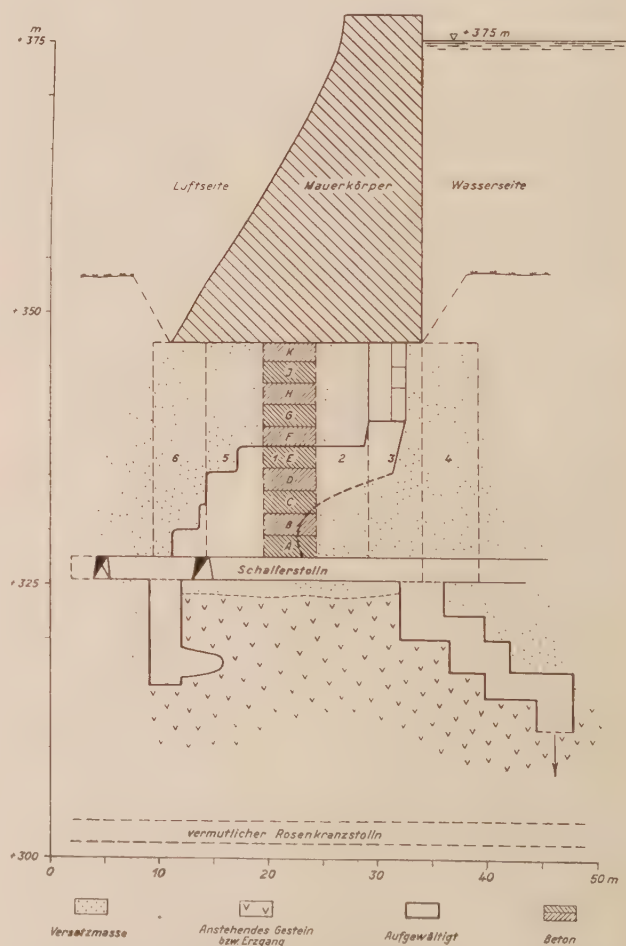 m
+ 375
▽ + 375 m
Luftseite
Mauerkörper
Wasserseite
+ 350
K
J
H
G
F
6
5
1
E
2
3
4
D
C
B
A
Schallerstolln
+ 325
vermutlicher Rosenkranzstolln
+ 300
0
10
20
30
40
50 m
Versatzmasse
Anstehendes Gestein
bzw. Erzgang
Aufgewältigt
Beton